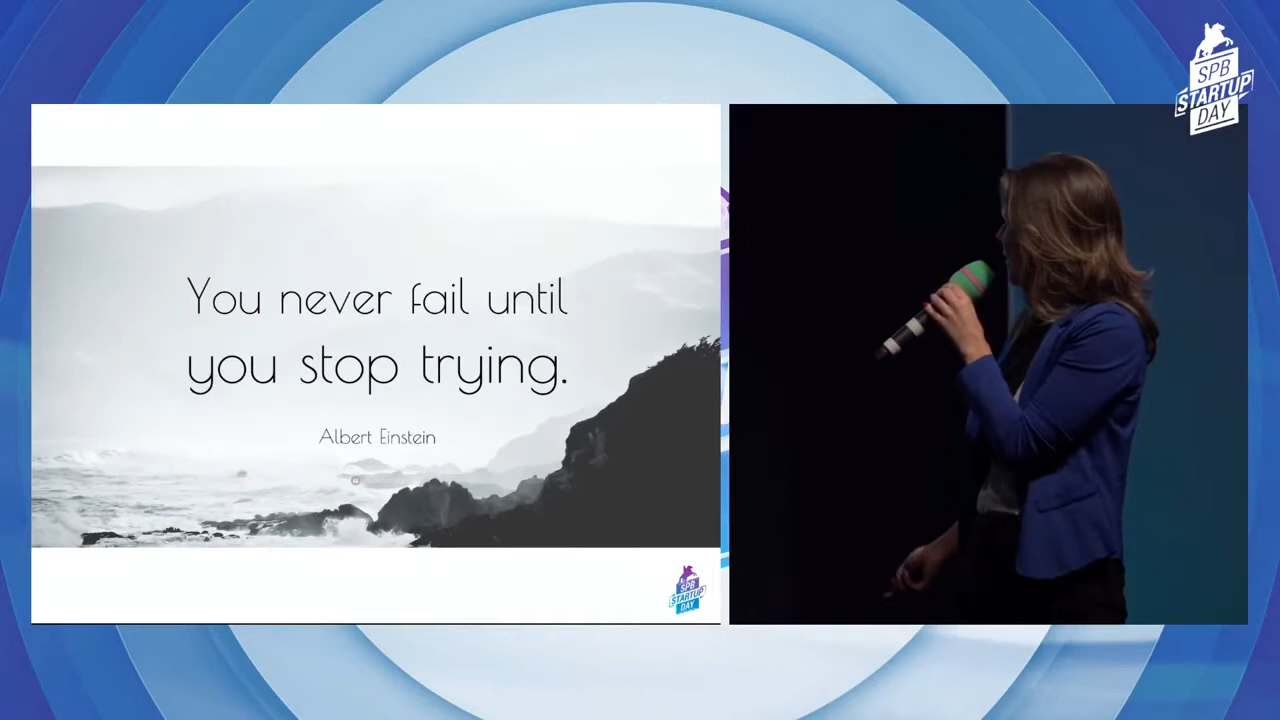 You never fail until
you stop trying.
Albert Einstein
SPB
STARTUP
DAY
SPB
STARTUP
DAY